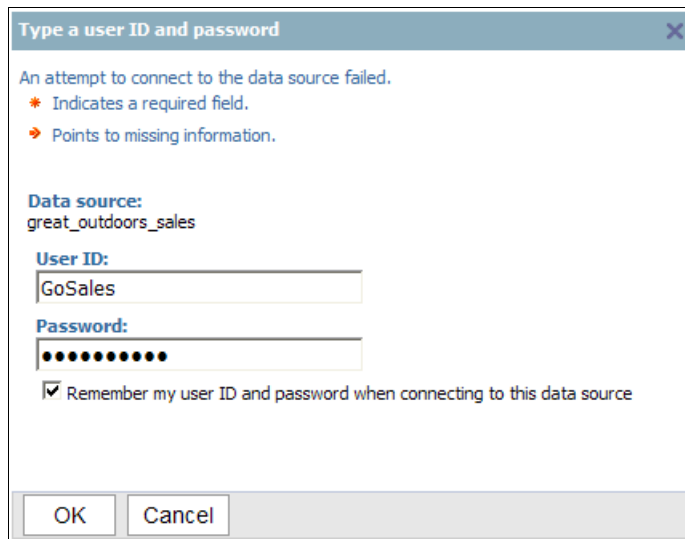 Type a user ID and password
An attempt to connect to the data source failed.
* Indicates a required field.
Points to missing information.
Data source:
great_outdoors_sales
User ID:
GoSales
Password:
●●●●●●●●●●
Remember my user ID and password when connecting to this data source
OK
Cancel